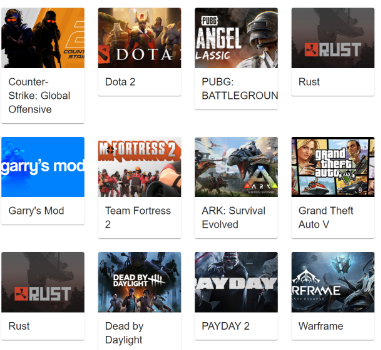 COUNTER
STRIKE
DOTA
PUBG
ANGEL
LASSIC
RUST
Counter-
Strike: Global
Offensive
Dota 2
PUBG:
BATTLEGROUN
Rust
garry's mod
M FORTRESS 2
ARK
grand
theft
auto
V
Garry's Mod
Team Fortress
2
ARK: Survival
Evolved
Grand Theft
Auto V
RUST
DEAD BY
DAYLIGHT
PAYDAY 2
WARFRAME
Rust
Dead by
Daylight
PAYDAY 2
Warframe